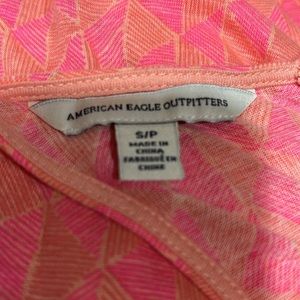 AMERICAN EAGLE OUTFITTERS
S/P
MADE IN
CHINA
FABRIQUÉ EN
CHINE